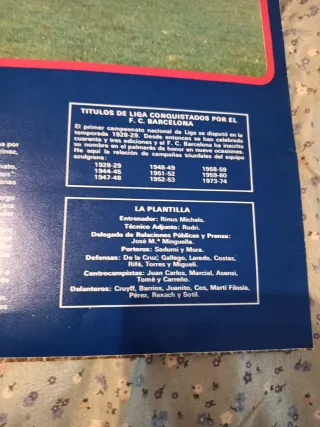 TITULOS DE LIGA CONQUISTADOS POR EL
F. C. BARCELONA
El primer campeonato nacional de Liga se disputó en la
temporada 1928-29. Desde entonces se han celebrado
cuarenta y tres ediciones y el F. C. Barcelona ha inscrito
su nombre en el palmarés de honor en nueve ocasiones.
He aquí la relación de campañas triunfales del equipo
azulgrana:
1928-29 1948-49 1958-59
1944-45 1951-52 1959-60
1947-48 1952-53 1973-74
LA PLANTILLA
Entrenador: Rinus Michels.
Técnico Adjunto: Rodri.
Delegado de Relaciones Públicas y Prensa:
José M.ª Minguella.
Porteros: Sadurni y Mora.
Defensas: De la Cruz, Gallego, Laredo, Costas,
Rifé, Torres y Migueli.
Centrocampistas: Juan Carlos, Marcial, Asensi,
Tomé y Carreño.
Delanteros: Cruyff, Barrios, Juanito, Cos, Martí Filosía,
Pérez, Rexach y Sotil.